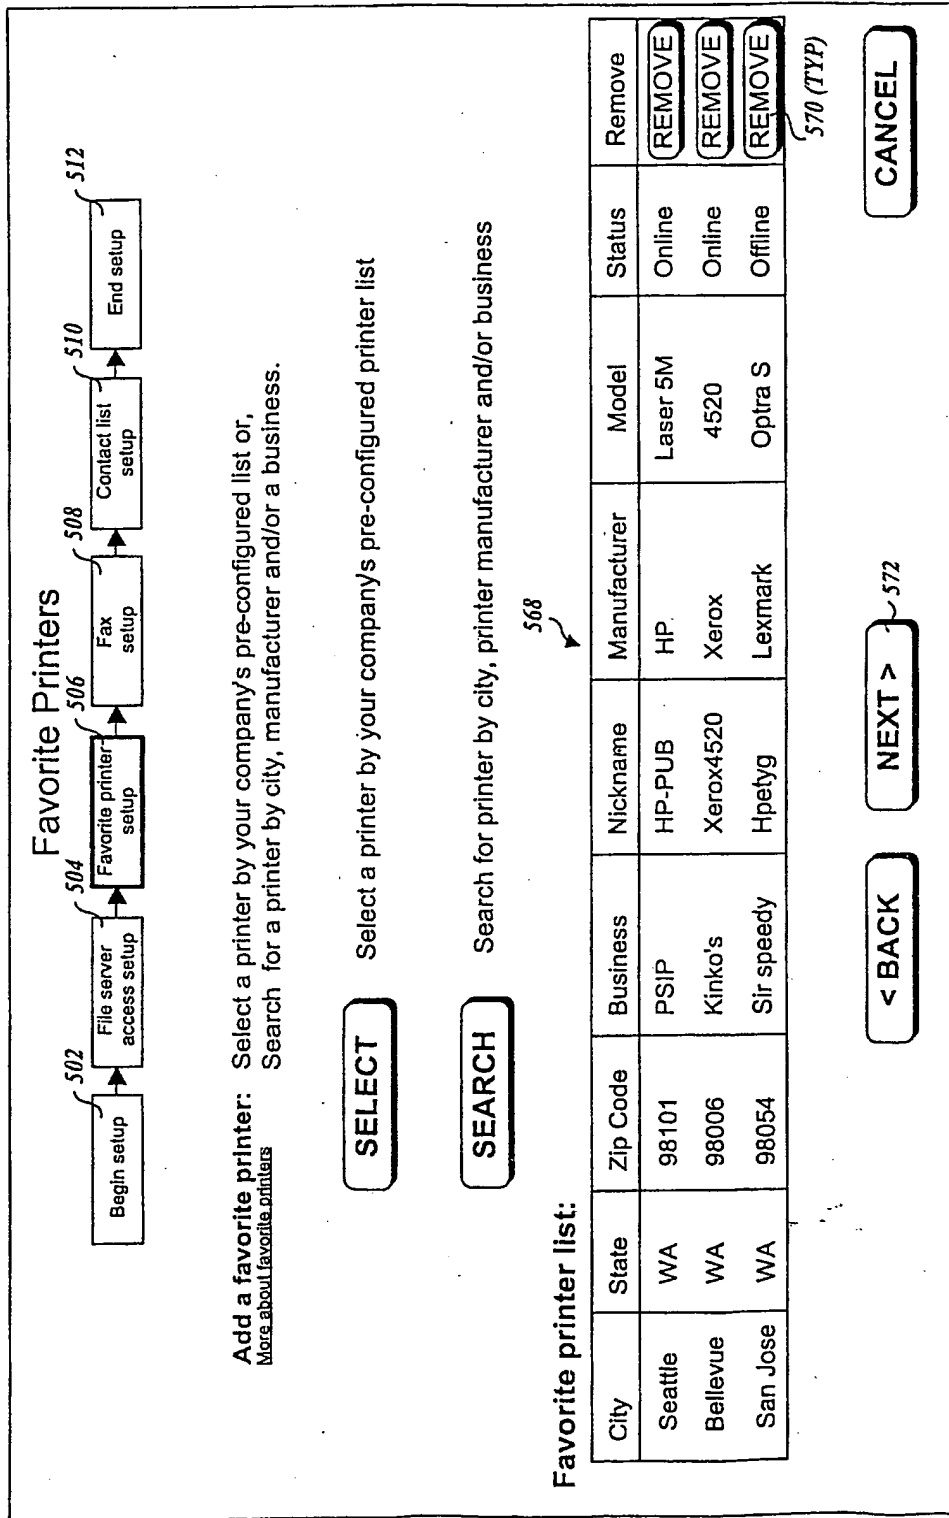 Favorite Printers
502 504 506 508 510 512
Begin setup
File server
access setup
Favorite printer
setup
Fax
setup
Contact list
setup
End setup
Add a favorite printer: Select a printer by your company's pre-configured list or,
More about favorite printers
Search for a printer by city, manufacturer and/or a business.
SELECT Select a printer by your company's pre-configured printer list
SEARCH Search for printer by city, printer manufacturer and/or business
568
Favorite printer list:
City State Zip Code Business Nickname Manufacturer Model Status Remove
Seattle WA 98101 PSIP HP-PUB HP Laser 5M Online REMOVE
Bellevue WA 98006 Kinko's Xerox4520 Xerox 4520 Online REMOVE
San Jose WA 98054 Sir speedy Hpetyg Lexmark Optra S Offline REMOVE
570 (TYP)
< BACK NEXT > 572 CANCEL